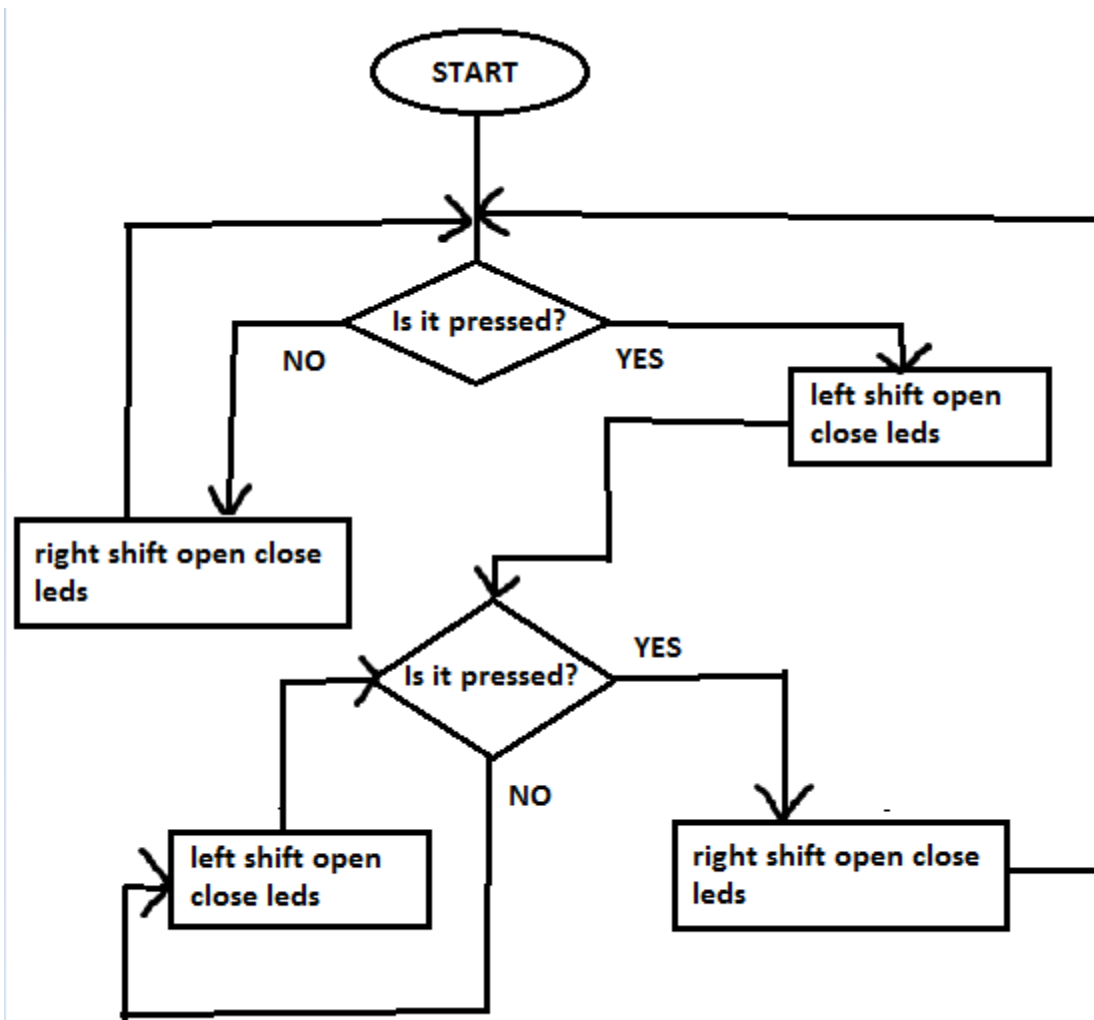 START
Is it pressed?
NO
YES
left shift open
close leds
right shift open close
leds
Is it pressed?
YES
NO
left shift open
close leds
right shift open close
leds